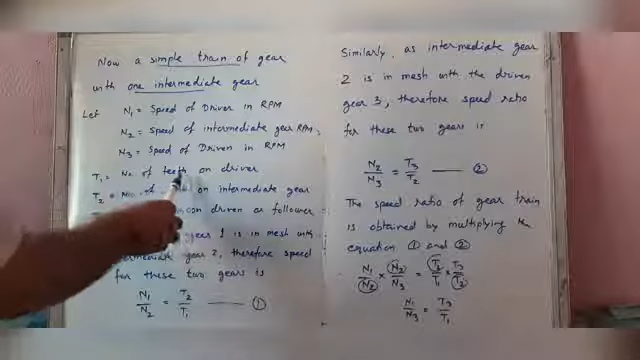 Now a simple train of gear
with one intermediate gear
Let N₁ = Speed of Driver in RPM
N₂ = Speed of intermediate gear RPM,
N₃ = Speed of Driven in RPM
T₁ = No of teeth on driver
T₂ = No of on intermediate gear
on driven or follower
gear 1 is in mesh with
gear 2, therefore speed
for these two gears is
N₁/N₂ = T₂/T₁ —— ①
Similarly, as intermediate gear
2 is in mesh with the driven
gear 3, therefore speed ratio
for these two gears is
N₂/N₃ = T₃/T₂ —— ②
The speed ratio of gear train
is obtained by multiplying the
equation ① and ②
N₁/N₂ × N₂/N₃ = T₂/T₁ × T₃/T₂
N₁/N₃ = T₃/T₁